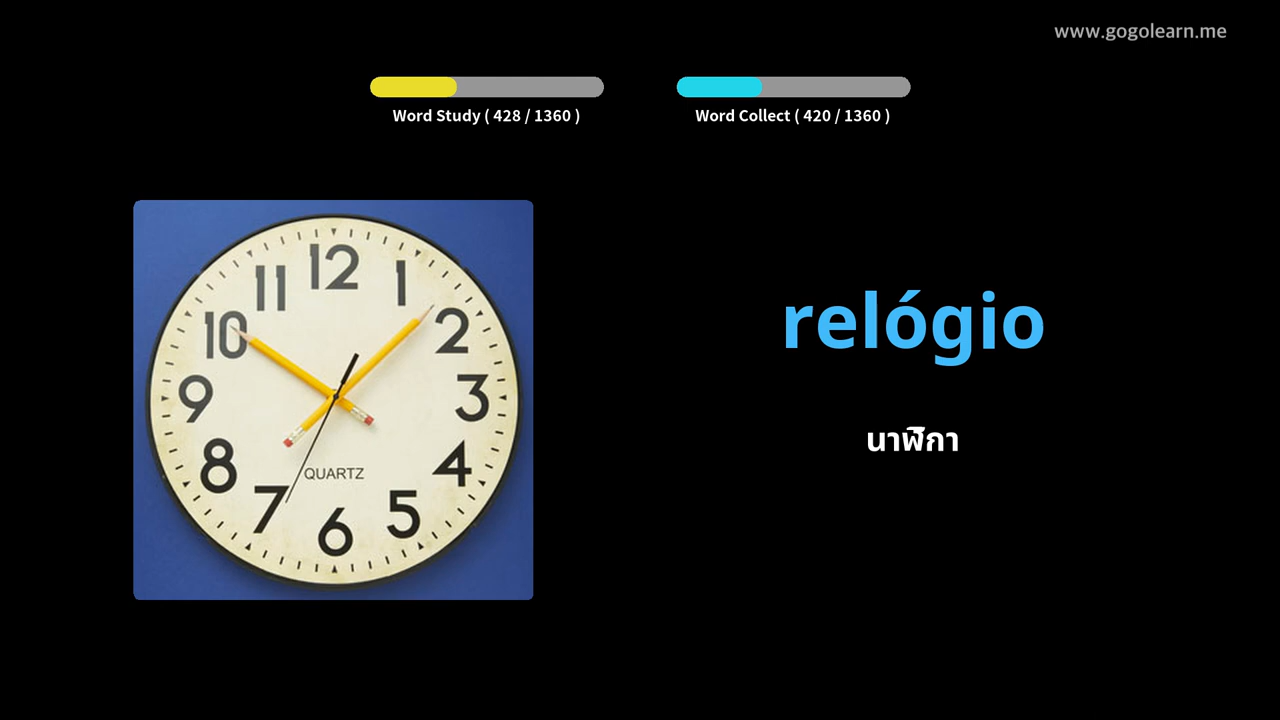 www.gogolearn.me
Word Study ( 428 / 1360 )
Word Collect ( 420 / 1360 )
12
11
1
10
2
9
3
8
4
QUARTZ
7
5
6
relógio
นาฬิกา